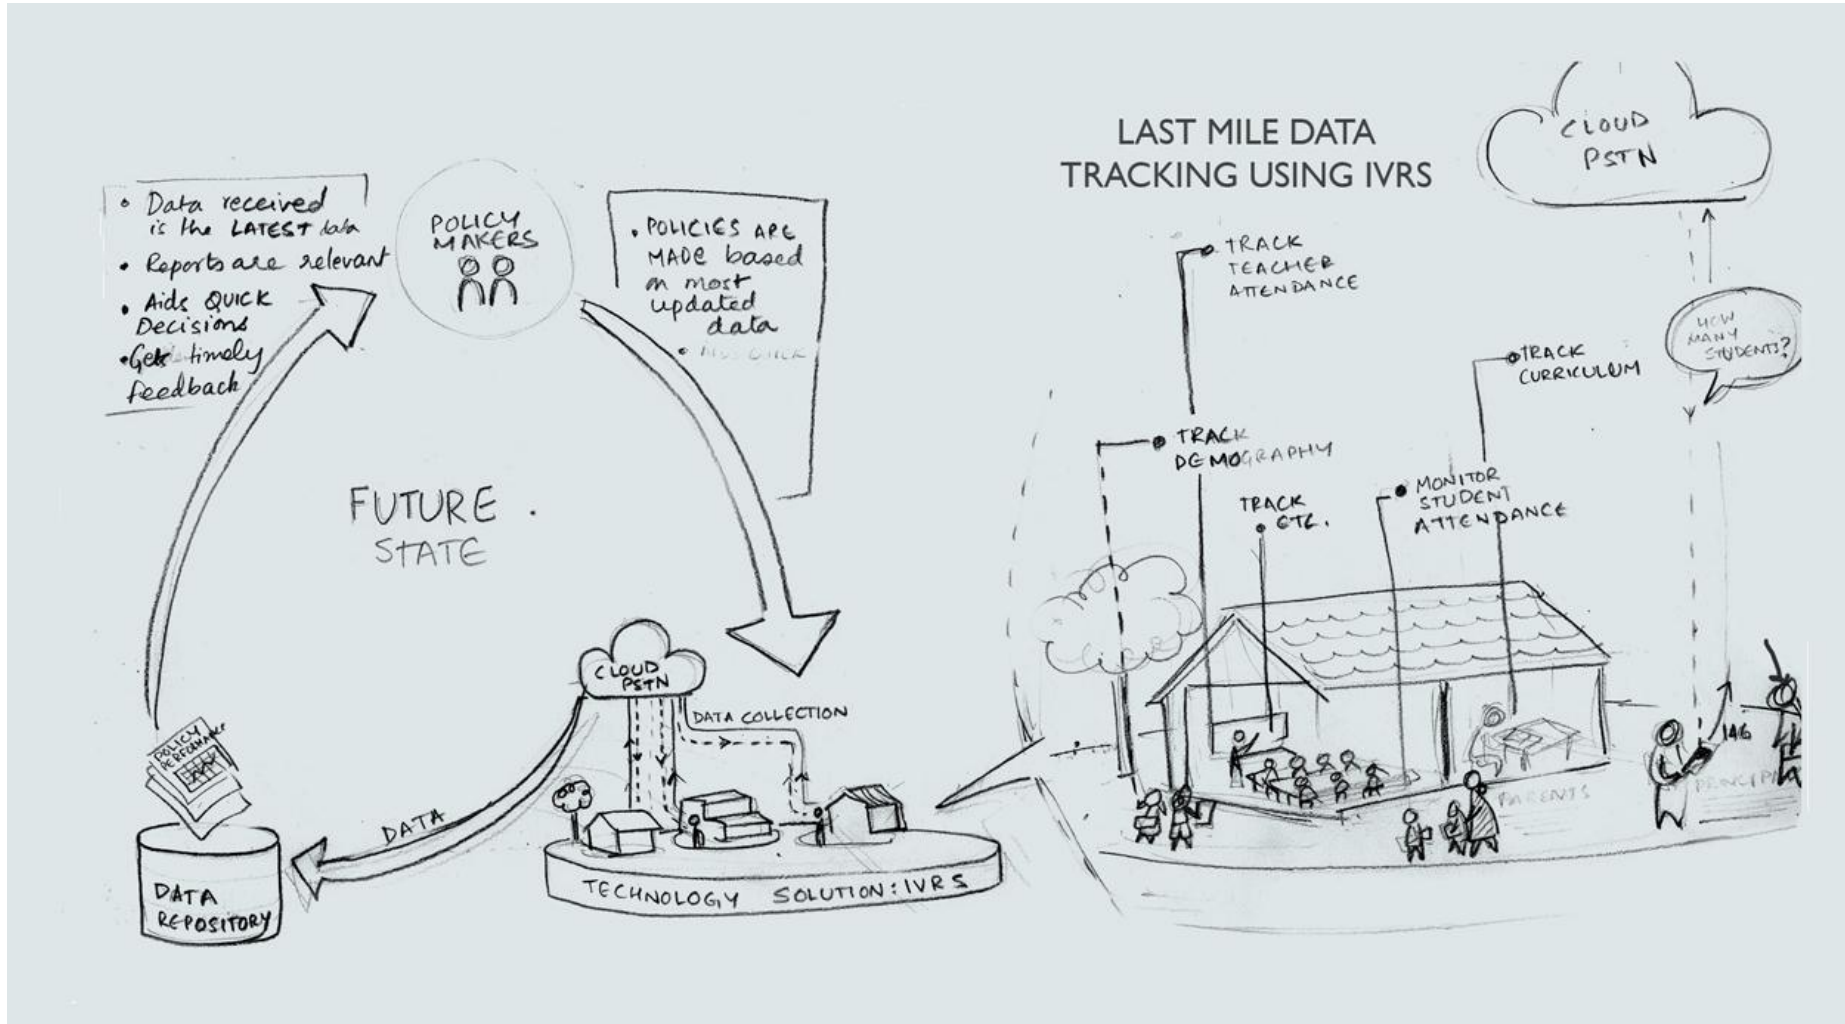 LAST MILE DATA
TRACKING USING IVRS
• Data received
is the LATEST data
• Reports are relevant
• Aids QUICK
Decisions
• Gets timely
feedback
POLICY
MAKERS
• POLICIES ARE
MADE based
on most
updated
data
FUTURE
STATE
CLOUD
PSTN
DATA COLLECTION
POLICY
PERFORMANCE
DATA
DATA
REPOSITORY
TECHNOLOGY SOLUTION: IVRS
CLOUD
PSTN
• TRACK
TEACHER
ATTENDANCE
HOW
MANY
STUDENTS?
• TRACK
CURRICULUM
• TRACK
DEMOGRAPHY
TRACK
• ETC.
• MONITOR
STUDENT
ATTENDANCE
146
PARENTS